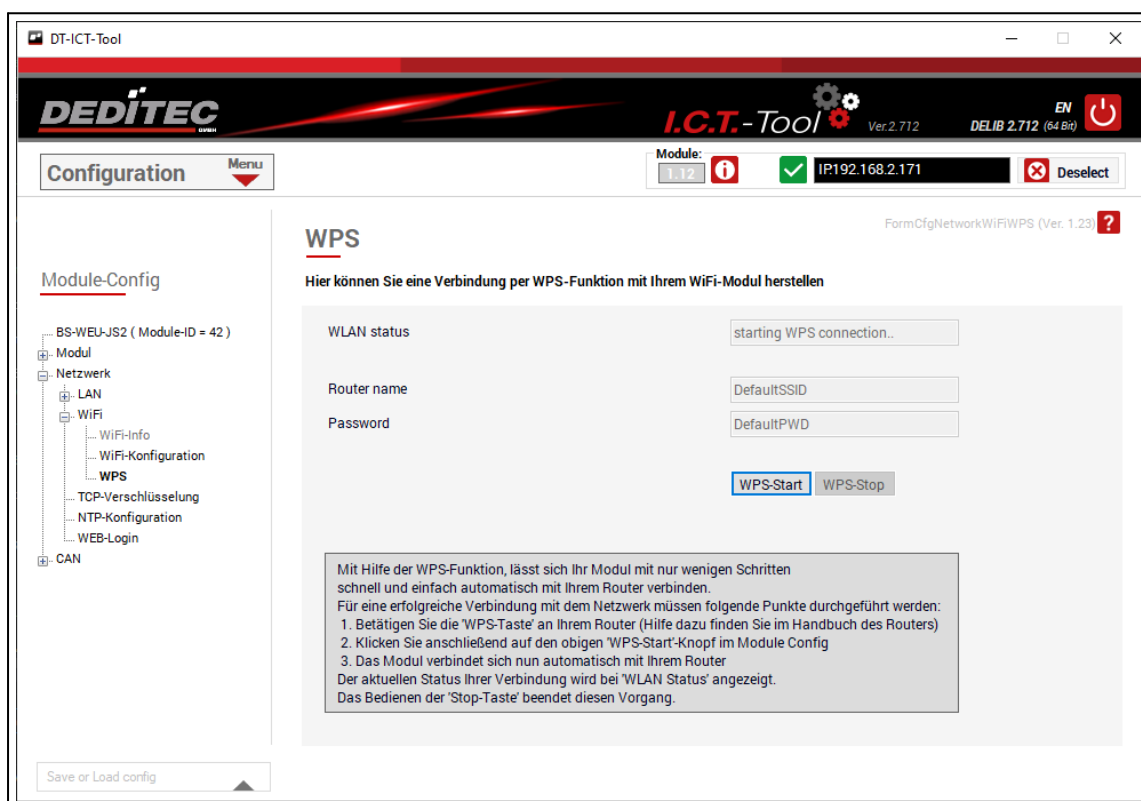 DT-ICT-Tool
DEDITEC
GMBH
I.C.T.-Tool
Ver.2.712
EN
DELIB 2.712 (64 Bit)
Configuration
Menu
Module:
1.12
IP.192.168.2.171
Deselect
FormCfgNetworkWiFiWPS (Ver. 1.23)
?
WPS
Hier können Sie eine Verbindung per WPS-Funktion mit Ihrem WiFi-Modul herstellen
Module-Config
BS-WEU-JS2 ( Module-ID = 42 )
Modul
Netzwerk
LAN
WiFi
WiFi-Info
WiFi-Konfiguration
WPS
TCP-Verschlüsselung
NTP-Konfiguration
WEB-Login
CAN
WLAN status
starting WPS connection..
Router name
DefaultSSID
Password
DefaultPWD
WPS-Start
WPS-Stop
Mit Hilfe der WPS-Funktion, lässt sich Ihr Modul mit nur wenigen Schritten
schnell und einfach automatisch mit Ihrem Router verbinden.
Für eine erfolgreiche Verbindung mit dem Netzwerk müssen folgende Punkte durchgeführt werden:
1. Betätigen Sie die 'WPS-Taste' an Ihrem Router (Hilfe dazu finden Sie im Handbuch des Routers)
2. Klicken Sie anschließend auf den obigen 'WPS-Start'-Knopf im Module Config
3. Das Modul verbindet sich nun automatisch mit Ihrem Router
Der aktuellen Status Ihrer Verbindung wird bei 'WLAN Status' angezeigt.
Das Bedienen der 'Stop-Taste' beendet diesen Vorgang.
Save or Load config